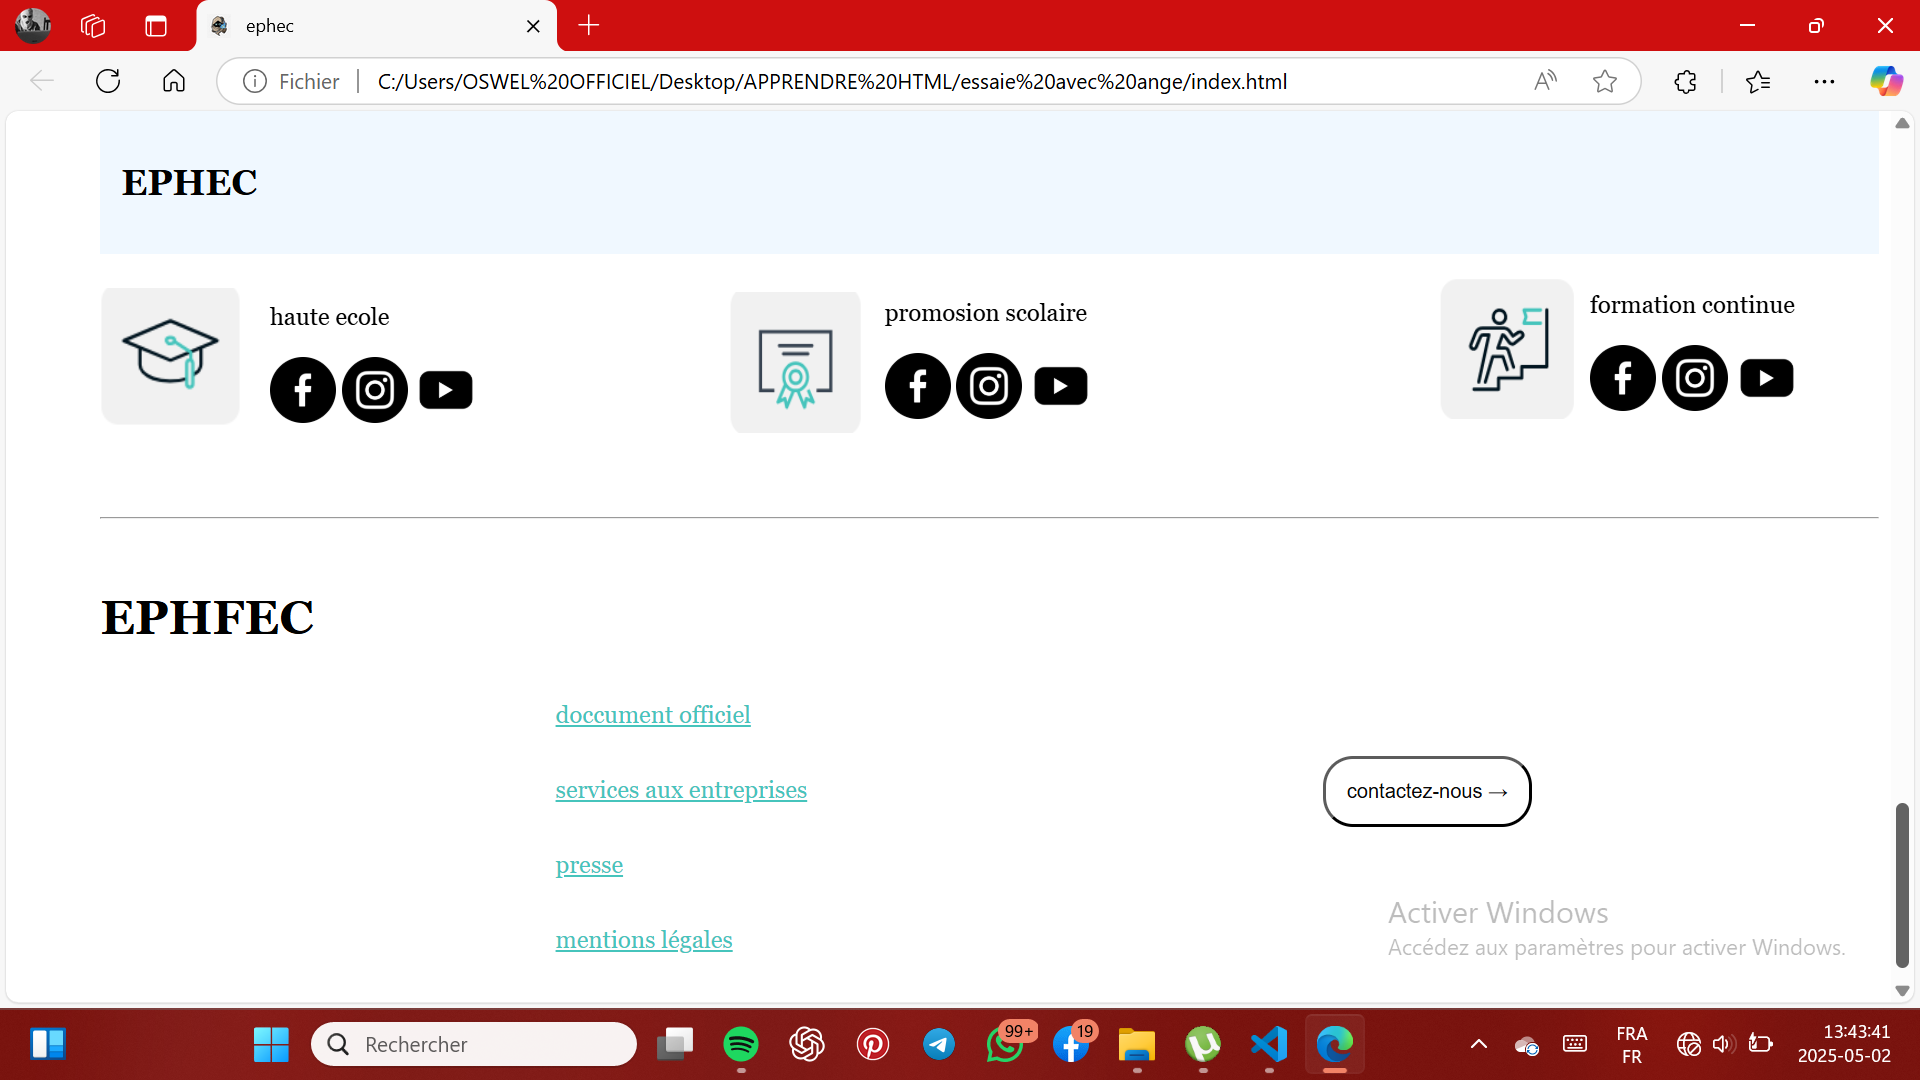 ephec
Fichier
C:/Users/OSWEL%20OFFICIEL/Desktop/APPRENDRE%20HTML/essaie%20avec%20ange/index.html
EPHEC
haute ecole
promosion scolaire
formation continue
EPHFEC
doccument officiel
services aux entreprises
contactez-nous →
presse
mentions légales
Activer Windows
Accédez aux paramètres pour activer Windows.
Rechercher
99+
19
FRA
FR
13:43:41
2025-05-02